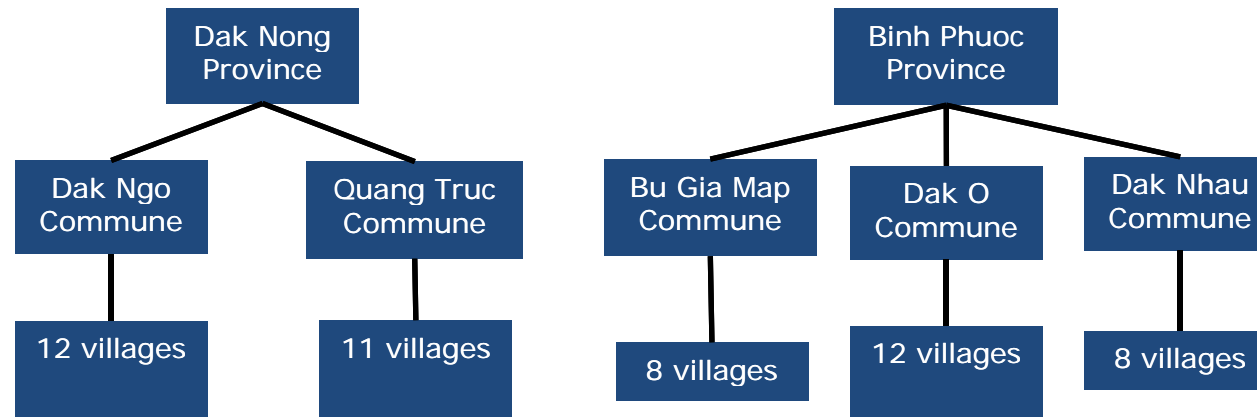 Dak Nong
Province
Binh Phuoc
Province
Dak Ngo
Commune
Quang Truc
Commune
Bu Gia Map
Commune
Dak O
Commune
Dak Nhau
Commune
12 villages
11 villages
8 villages
12 villages
8 villages